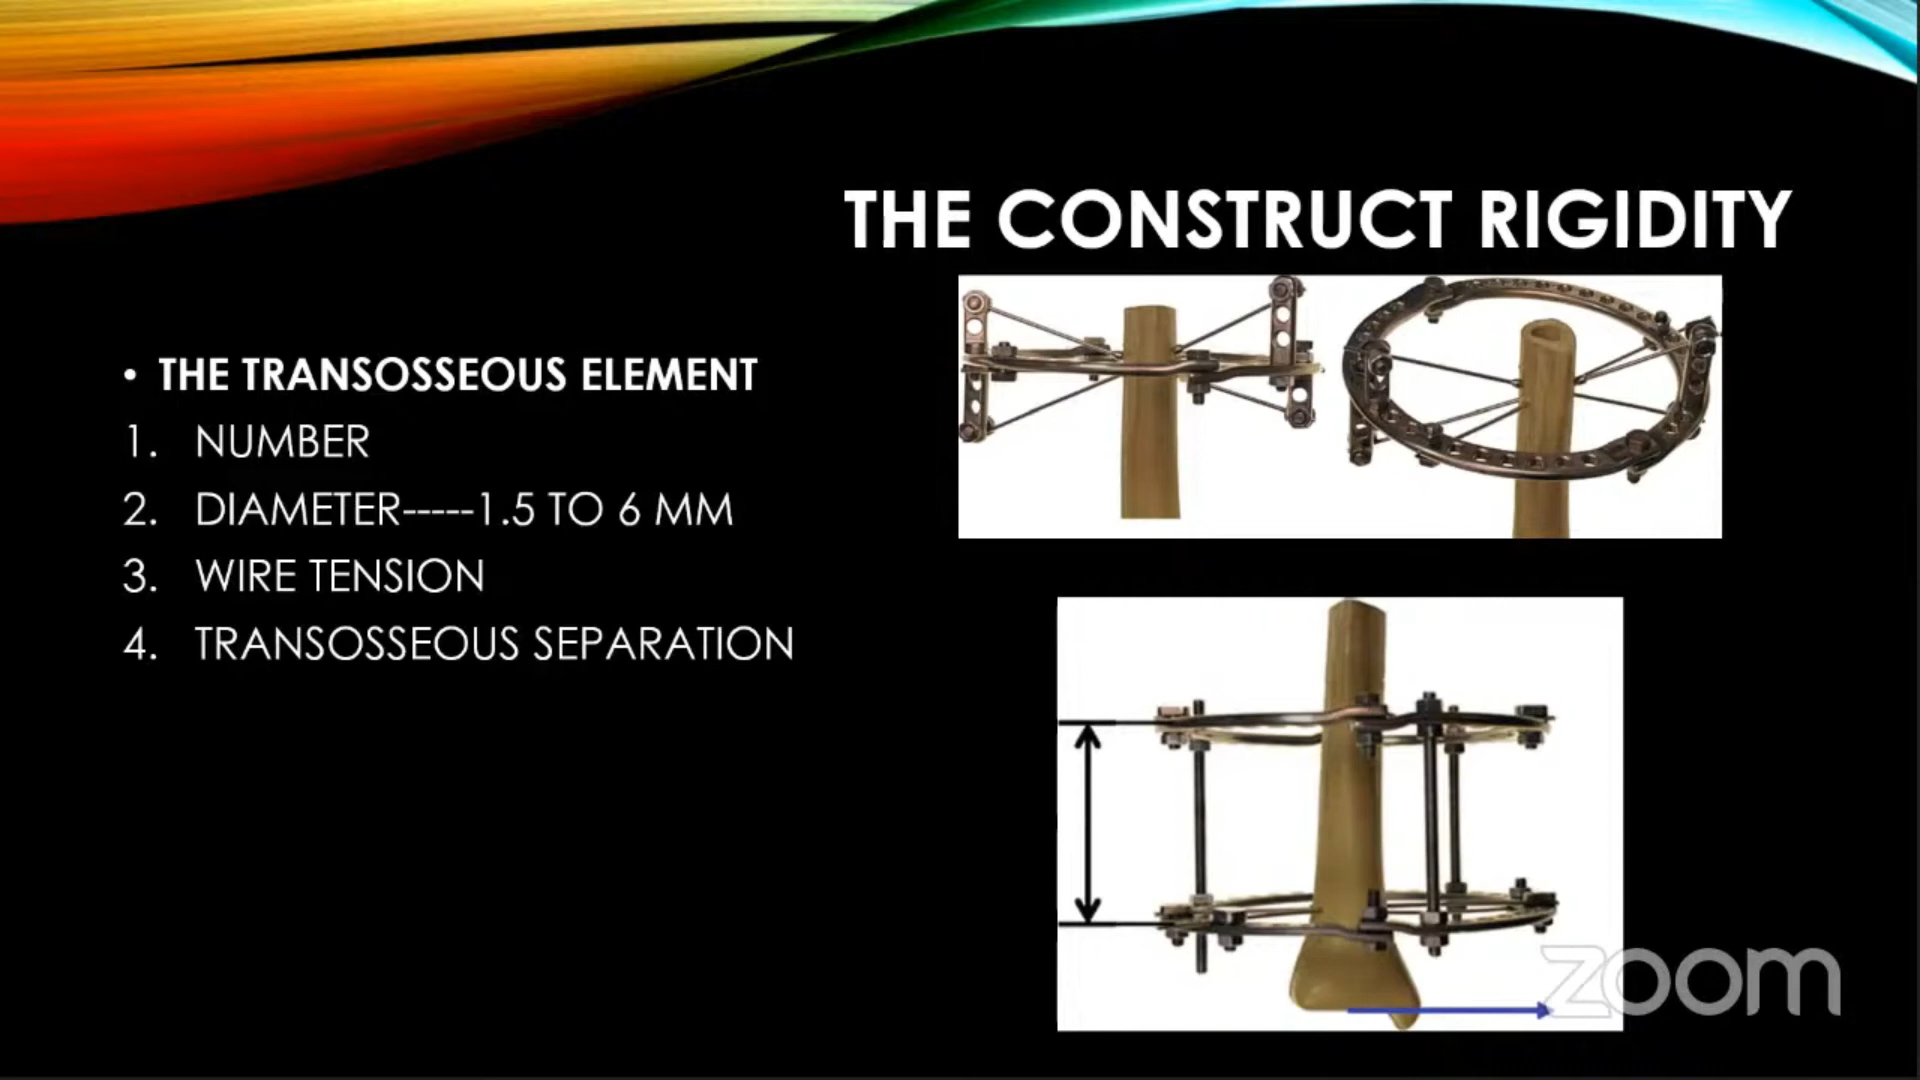 THE CONSTRUCT RIGIDITY
• THE TRANSOSSEOUS ELEMENT
1. NUMBER
2. DIAMETER-----1.5 TO 6 MM
3. WIRE TENSION
4. TRANSOSSEOUS SEPARATION
zoom